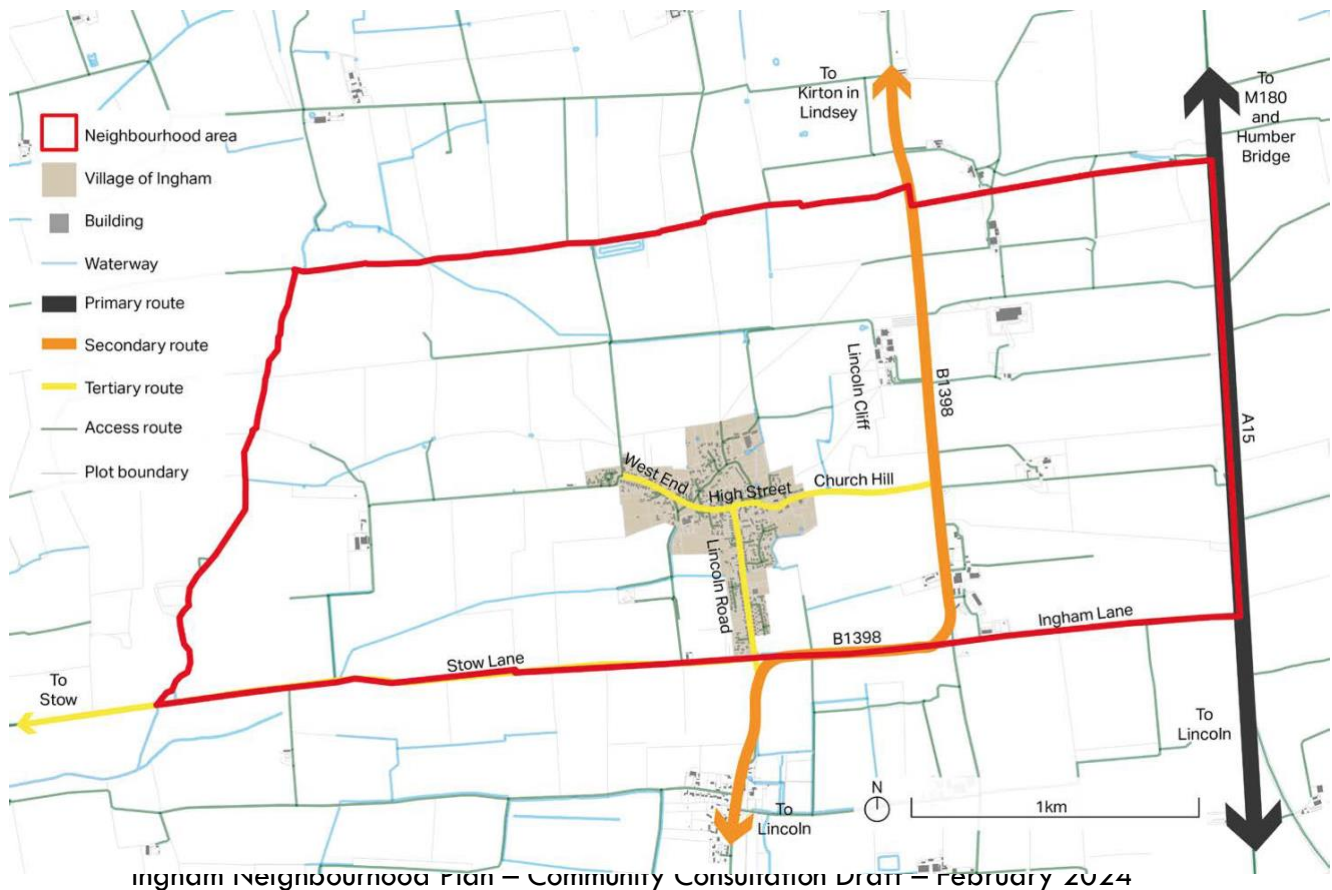 To
Kirton in
Lindsey
To
M180
and
Humber
Bridge
Neighbourhood area
Village of Ingham
Building
Waterway
Primary route
Secondary route
Tertiary route
Access route
Plot boundary
Lincoln Cliff
B1398
A15
West End
High Street
Church Hill
Lincoln Road
Ingham Lane
B1398
Stow Lane
To
Stow
To
Lincoln
N
1km
To
Lincoln
Ingham Neighbourhood Plan – Community Consultation Draft – February 2024